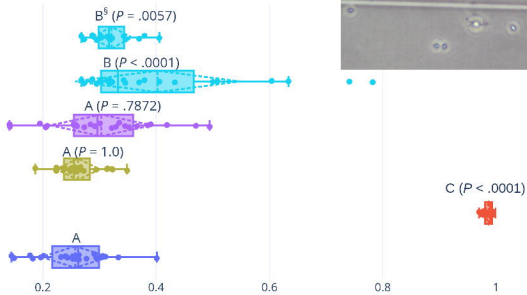 B§ (P = .0057)
B (P < .0001)
A (P = .7872)
A (P = 1.0)
C (P < .0001)
A
0.2 0.4 0.6 0.8 1